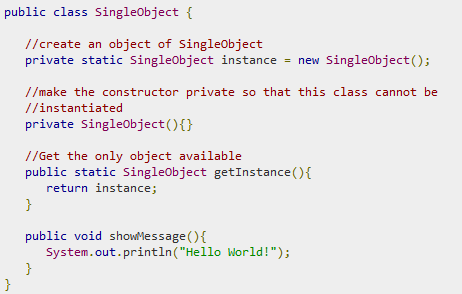 public class SingleObject {
//create an object of SingleObject
private static SingleObject instance = new SingleObject();
//make the constructor private so that this class cannot be
//instantiated
private SingleObject(){}
//Get the only object available
public static SingleObject getInstance(){
return instance;
}
public void showMessage(){
System.out.println("Hello World!");
}
}